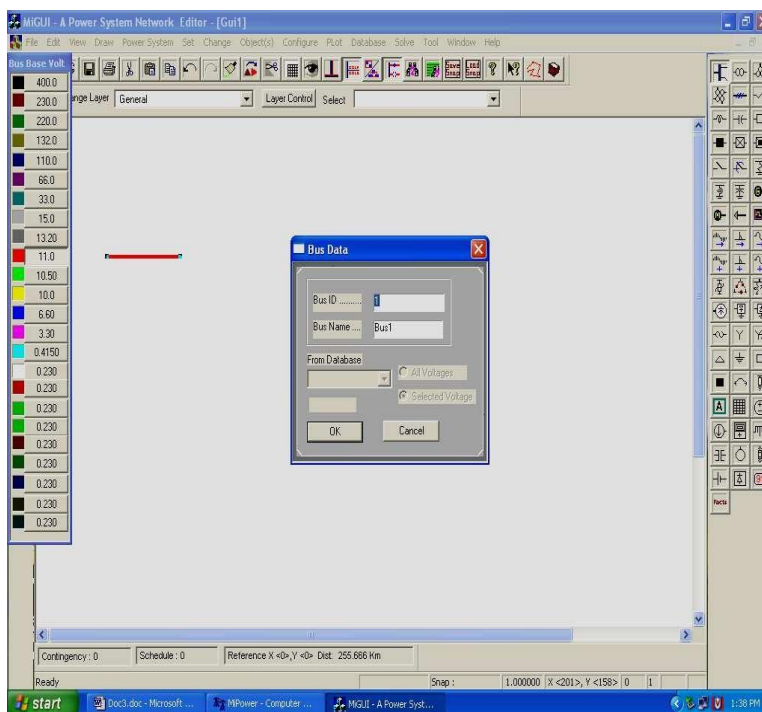 MiGUI - A Power System Network Editor - [Gui1]
File Edit View Draw Power System Set Change Object(s) Configure PLot Database Solve Tool Window Help
Bus Base Volt
400.0
230.0
220.0
132.0
110.0
66.0
33.0
15.0
13.20
11.0
10.50
10.0
6.60
3.30
0.4150
0.230
0.230
0.230
0.230
0.230
0.230
0.230
0.230
0.230
Save Snap
Load Snap
ange Layer General Layer Control Select
Bus Data
Bus ID .......... 1
Bus Name .... Bus1
From Database
All Voltages
Selected Voltage
OK Cancel
A
Facts
Contingency : 0 Schedule : 0 Reference X <0>,Y <0> Dist: 255.666 Km
Ready Snap : 1.000000 X <201>, Y <158> 0 1
start Doc3.doc - Microsoft ... MiPower - Computer ... MiGUI - A Power Syst... 1:38 PM